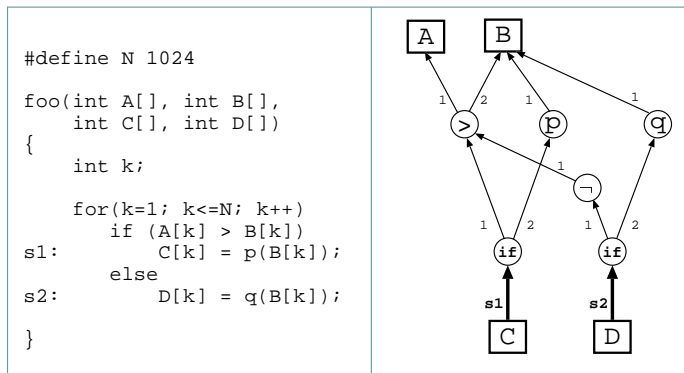 #define N 1024
foo(int A[], int B[],
int C[], int D[])
{
int k;
for(k=1; k<=N; k++)
if (A[k] > B[k])
s1: C[k] = p(B[k]);
else
s2: D[k] = q(B[k]);
}
A B
1 2 1 1
> p q
1
¬
1 2 1 2
if if
s1 s2
C D